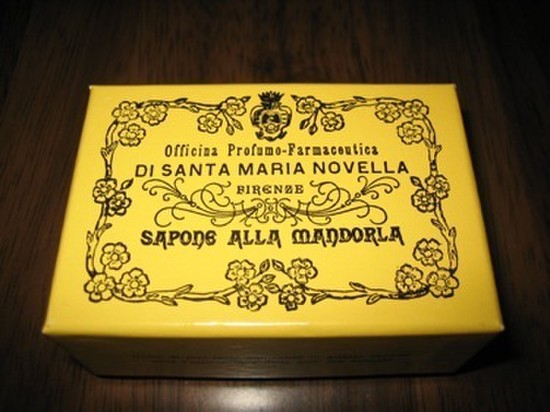 Officina Profumo-Farmaceutica
DI SANTA MARIA NOVELLA
FIRENZE
SAPONE ALLA MANDORLA